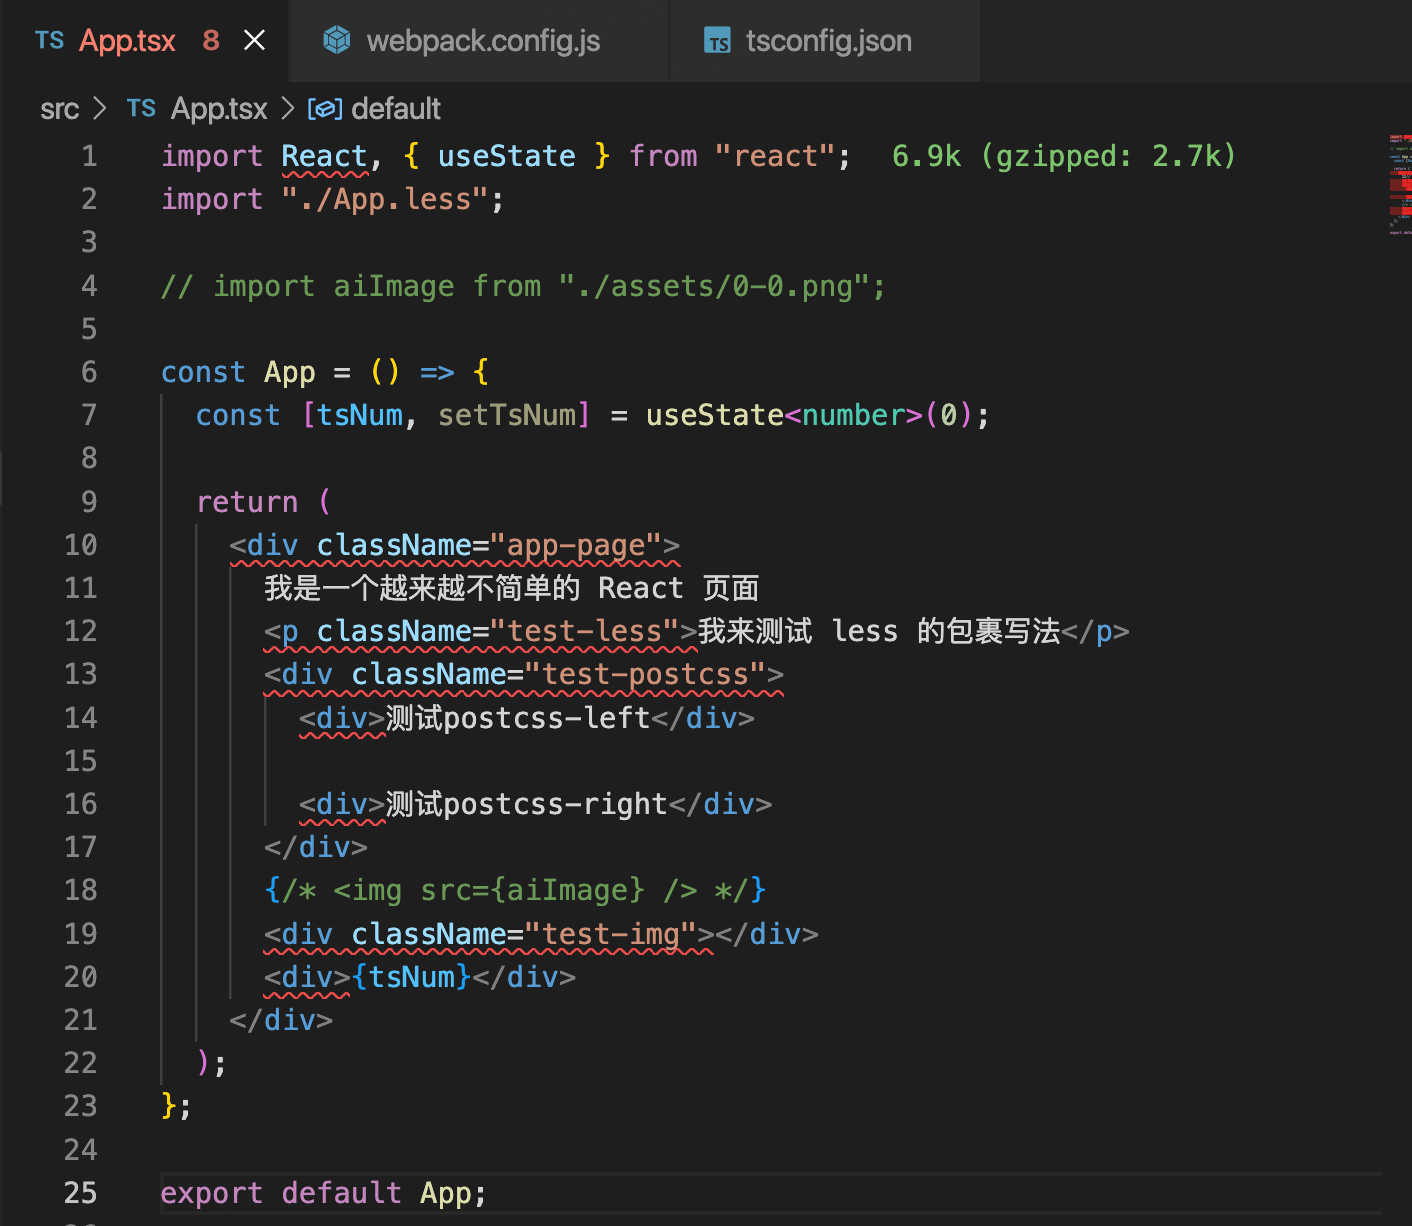 TS App.tsx 8 webpack.config.js TS tsconfig.json
src > TS App.tsx > default
1 import React, { useState } from "react"; 6.9k (gzipped: 2.7k)
2 import "./App.less";
3
4 // import aiImage from "./assets/0-0.png";
5
6 const App = () => {
7 const [tsNum, setTsNum] = useState<number>(0);
8
9 return (
10 <div className="app-page">
11 我是一个越来越不简单的 React 页面
12 <p className="test-less">我来测试 less 的包裹写法</p>
13 <div className="test-postcss">
14 <div>测试postcss-left</div>
15
16 <div>测试postcss-right</div>
17 </div>
18 {/* <img src={aiImage} /> */}
19 <div className="test-img"></div>
20 <div>{tsNum}</div>
21 </div>
22 );
23 };
24
25 export default App;